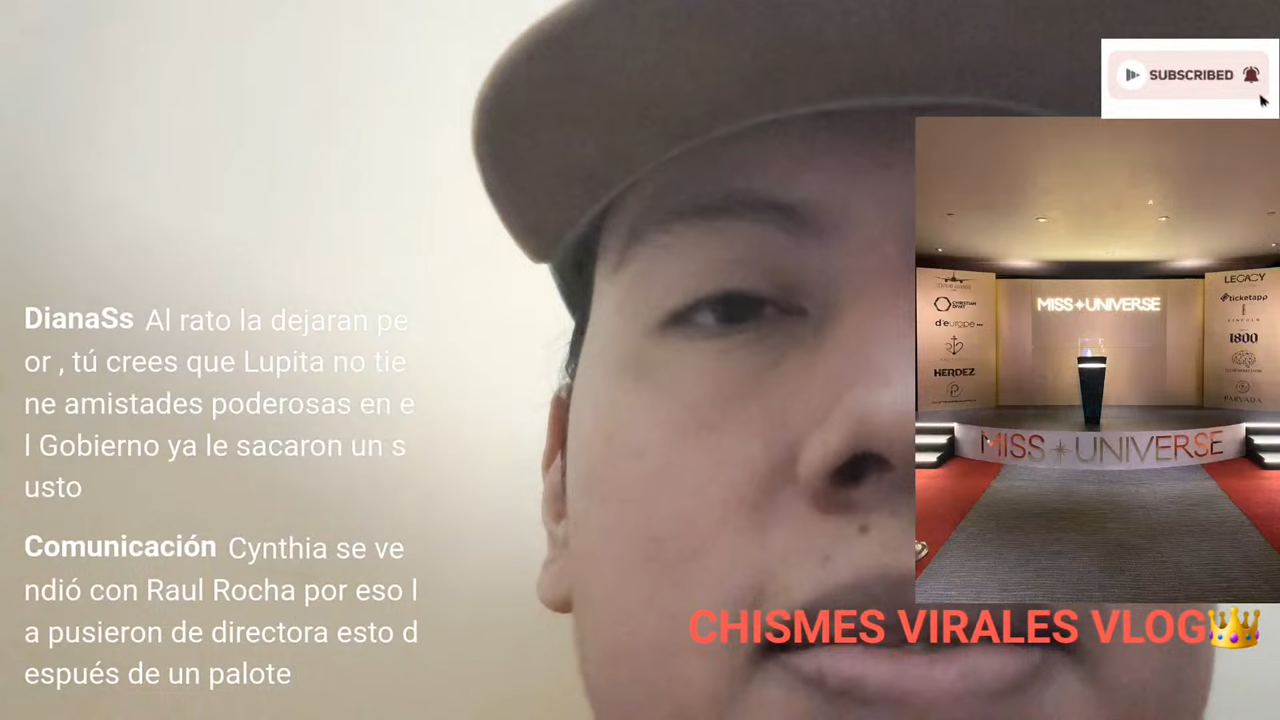 SUBSCRIBED
DianaSs Al rato la dejaran pe
or , tú crees que Lupita no tie
ne amistades poderosas en e
l Gobierno ya le sacaron un s
usto
Comunicación Cynthia se ve
ndió con Raul Rocha por eso l
a pusieron de directora esto d
espués de un palote
MISS UNIVERSE
d'europe
HERDEZ
LEGACY
ticketapp
LINCOLN
1800
PARVADA
MISS UNIVERSE
CHISMES VIRALES VLOG👑